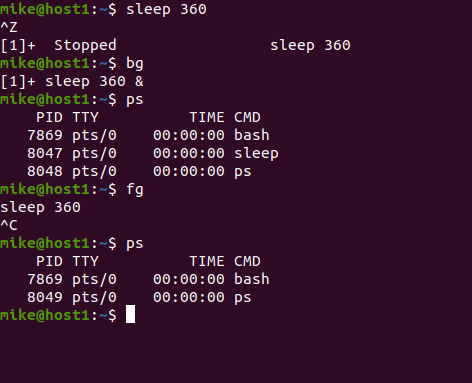 mike@host1:~$ sleep 360
^Z
[1]+  Stopped                 sleep 360
mike@host1:~$ bg
[1]+ sleep 360 &
mike@host1:~$ ps
    PID TTY          TIME CMD
   7869 pts/0    00:00:00 bash
   8047 pts/0    00:00:00 sleep
   8048 pts/0    00:00:00 ps
mike@host1:~$ fg
sleep 360
^C
mike@host1:~$ ps
    PID TTY          TIME CMD
   7869 pts/0    00:00:00 bash
   8049 pts/0    00:00:00 ps
mike@host1:~$